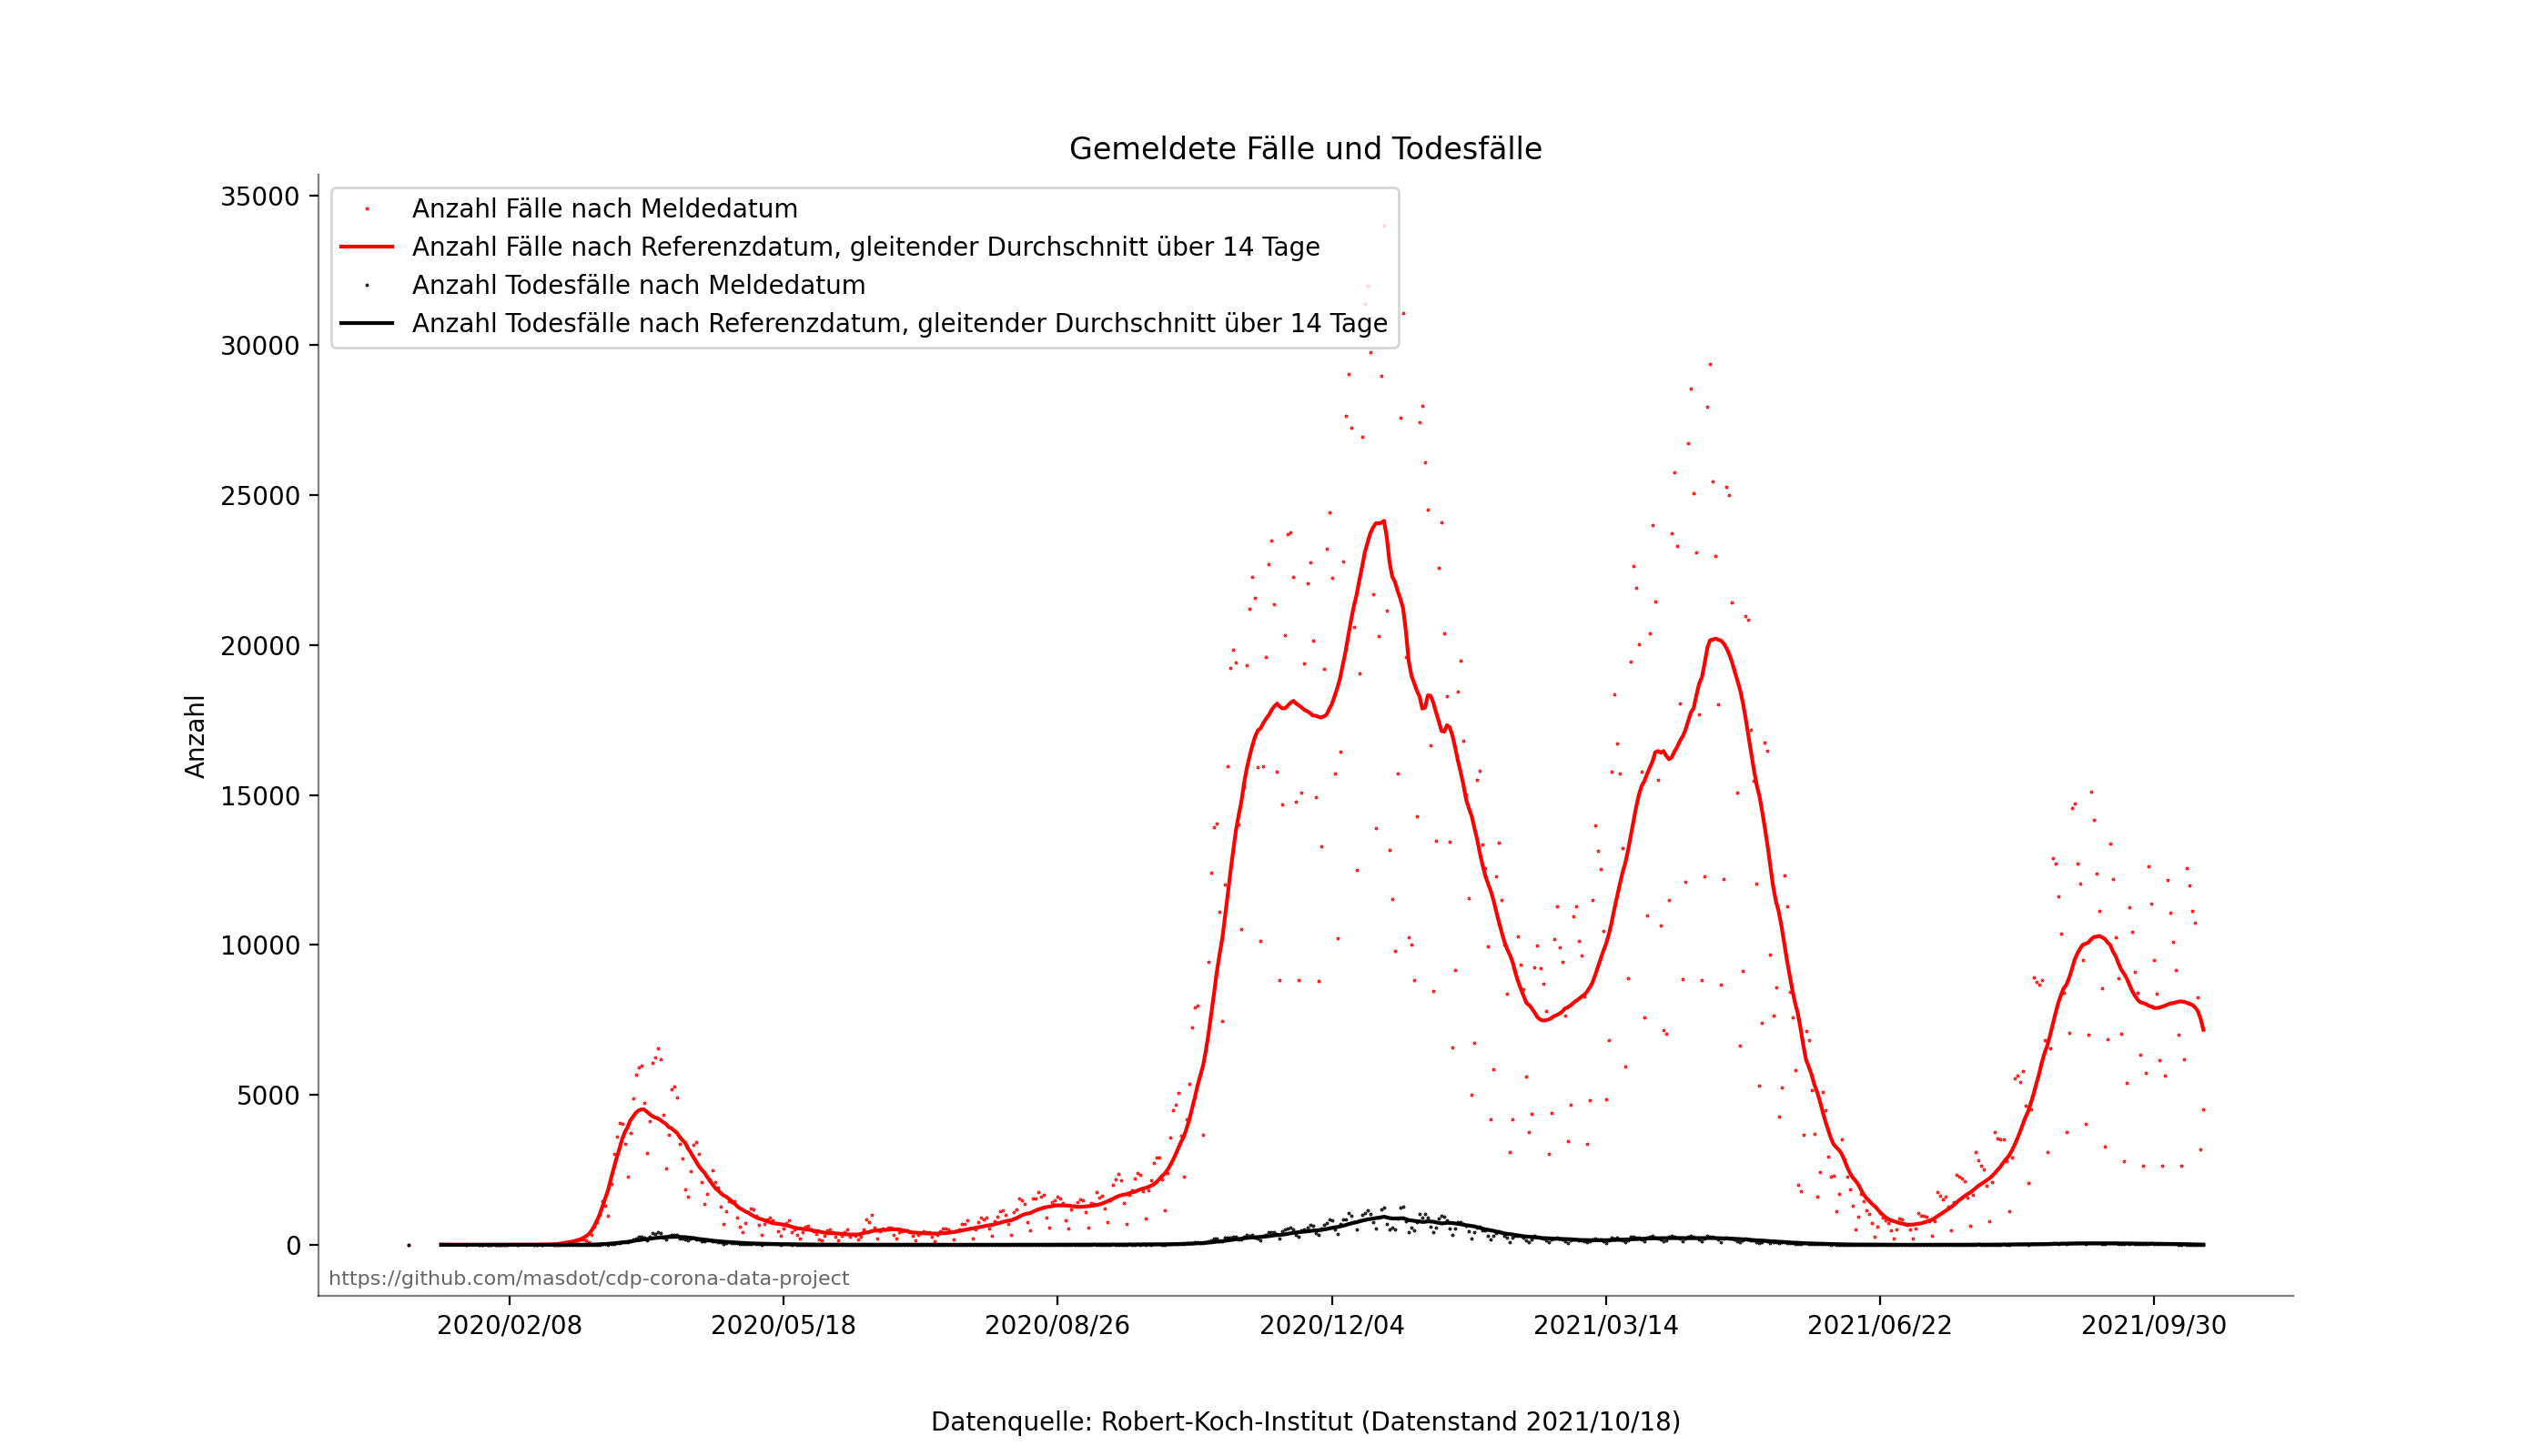 Gemeldete Fälle und Todesfälle
35000
30000
25000
20000
15000
10000
5000
0
Anzahl
Anzahl Fälle nach Meldedatum
Anzahl Fälle nach Referenzdatum, gleitender Durchschnitt über 14 Tage
Anzahl Todesfälle nach Meldedatum
Anzahl Todesfälle nach Referenzdatum, gleitender Durchschnitt über 14 Tage
https://github.com/masdot/cdp-corona-data-project
2020/02/08 2020/05/18 2020/08/26 2020/12/04 2021/03/14 2021/06/22 2021/09/30
Datenquelle: Robert-Koch-Institut (Datenstand 2021/10/18)